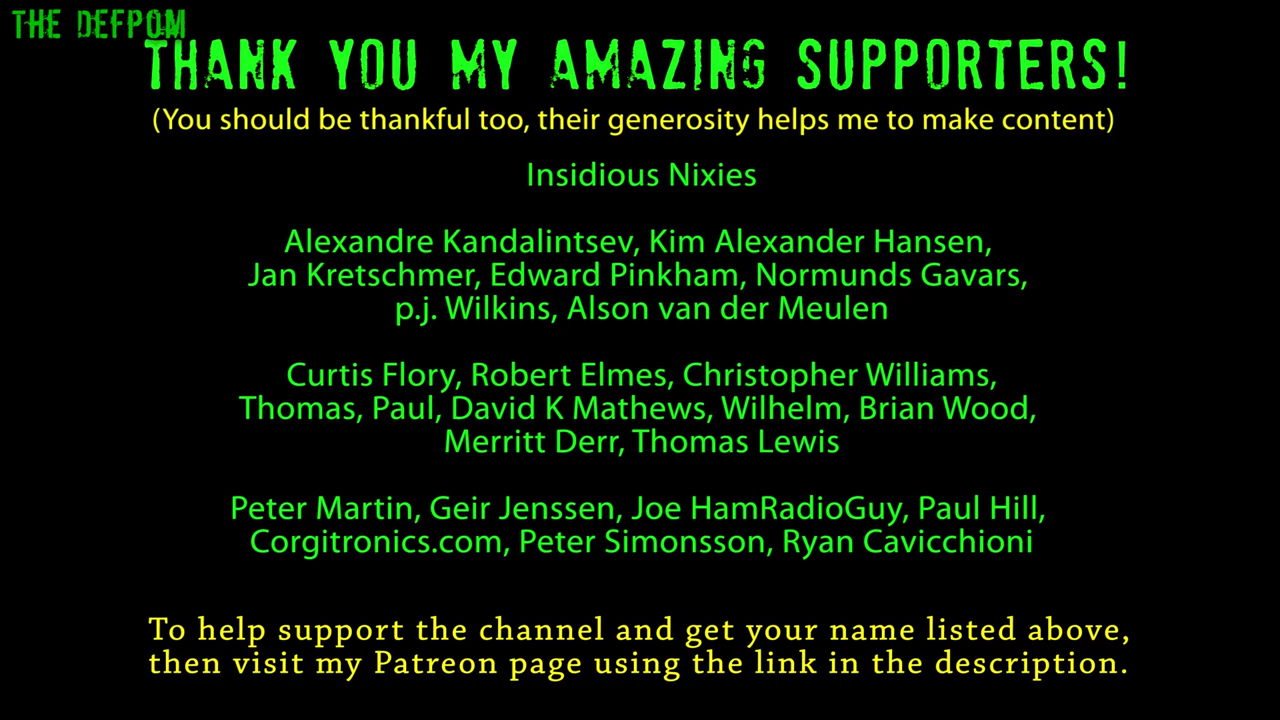 THE DEFPOM
THANK YOU MY AMAZING SUPPORTERS!
(You should be thankful too, their generosity helps me to make content)
Insidious Nixies
Alexandre Kandalintsev, Kim Alexander Hansen,
Jan Kretschmer, Edward Pinkham, Normunds Gavars,
p.j. Wilkins, Alson van der Meulen
Curtis Flory, Robert Elmes, Christopher Williams,
Thomas, Paul, David K Mathews, Wilhelm, Brian Wood,
Merritt Derr, Thomas Lewis
Peter Martin, Geir Jenssen, Joe HamRadioGuy, Paul Hill,
Corgitronics.com, Peter Simonsson, Ryan Cavicchioni
To help support the channel and get your name listed above,
then visit my Patreon page using the link in the description.